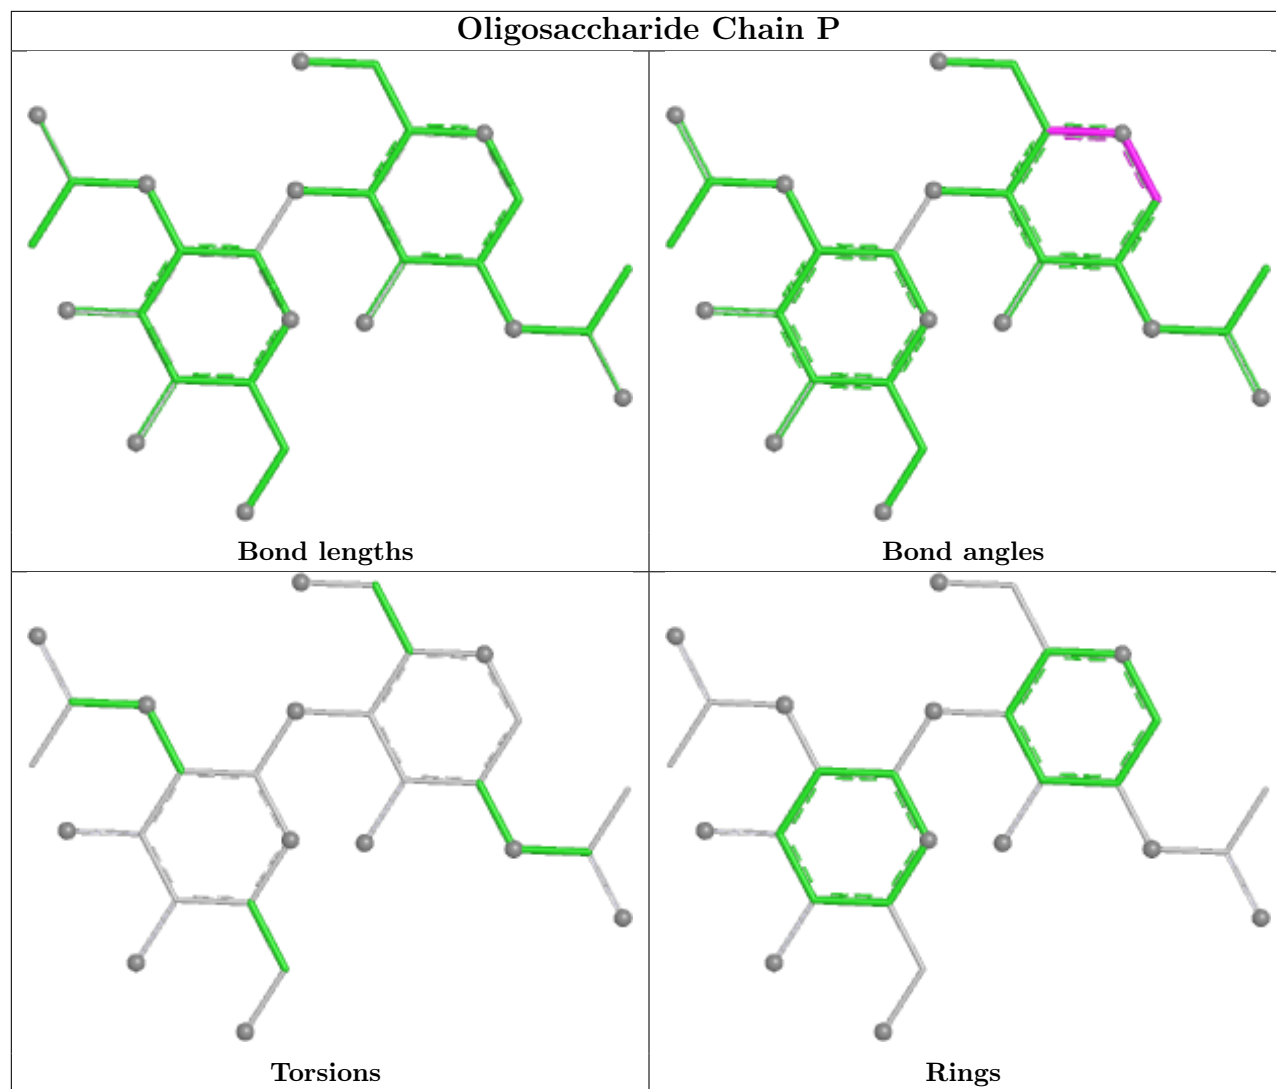 Oligosaccharide Chain P
Bond lengths
Bond angles
Torsions
Rings